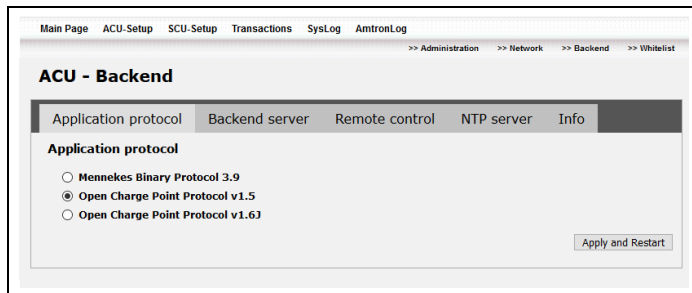 Main Page ACU-Setup SCU-Setup Transactions SysLog AmtronLog
>> Administration >> Network >> Backend >> Whitelist
ACU - Backend
Application protocol Backend server Remote control NTP server Info
Application protocol
Mennekes Binary Protocol 3.9
Open Charge Point Protocol v1.5
Open Charge Point Protocol v1.6J
Apply and Restart